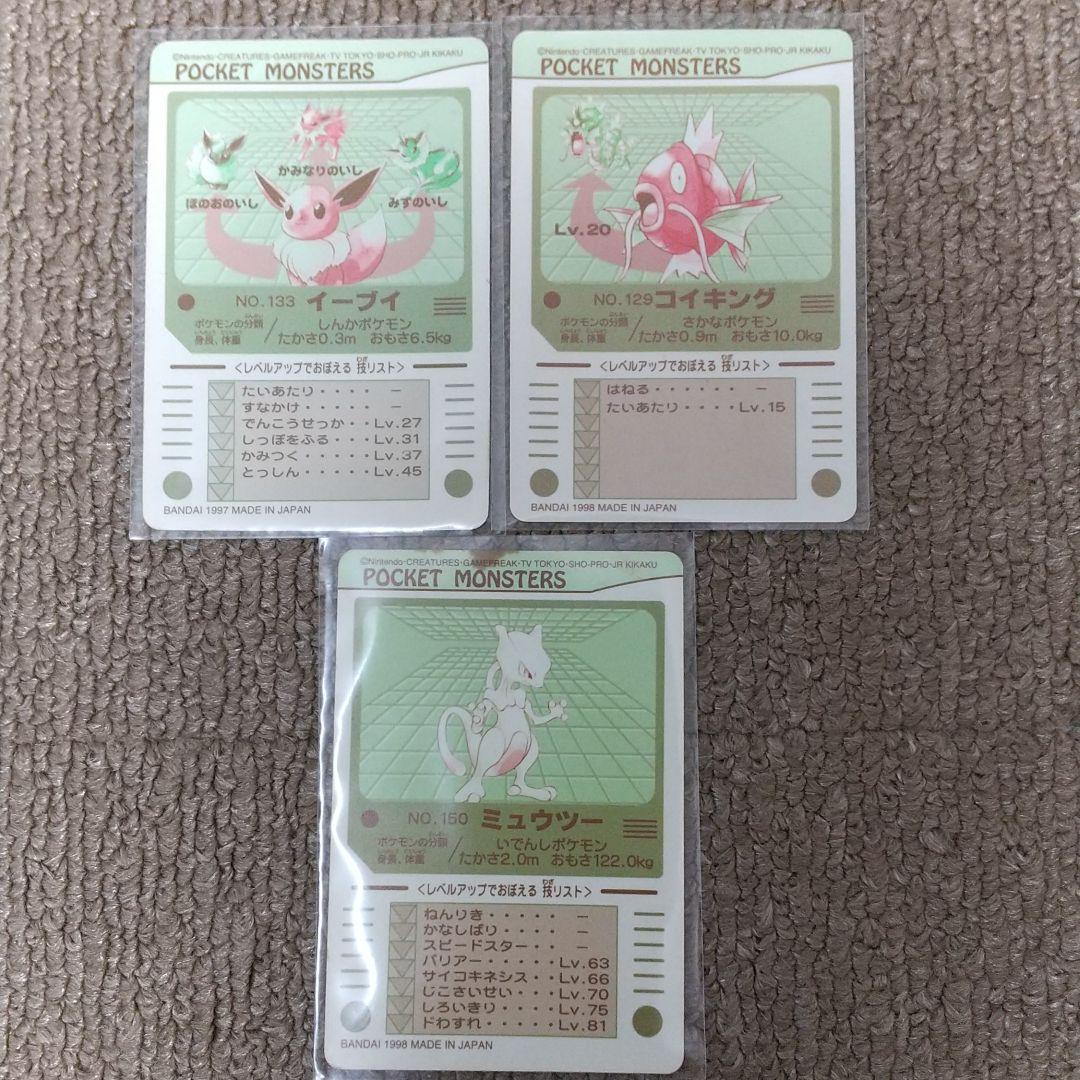 ©Nintendo·CREATURES·GAMEFREAK·TV TOKYO·SHO-PRO·JR KIKAKU
POCKET MONSTERS
かみなりのいし
ほのおのいし
みずのいし
NO.133 イーブイ
ポケモンの分類
身長、体重
しんかポケモン
たかさ0.3m おもさ6.5kg
<レベルアップでおぼえる 技リスト>
わざ
たいあたり・・・・・ −
すなかけ・・・・・・ −
でんこうせっか・・Lv.27
しっぽをふる・・・Lv.31
かみつく・・・・・Lv.37
とっしん・・・・・Lv.45
BANDAI 1997 MADE IN JAPAN
©Nintendo·CREATURES·GAMEFREAK·TV TOKYO·SHO-PRO·JR KIKAKU
POCKET MONSTERS
Lv.20
NO.129 コイキング
ポケモンの分類
身長、体重
さかなポケモン
たかさ0.9m おもさ10.0kg
<レベルアップでおぼえる 技リスト>
わざ
はねる・・・・・・ −
たいあたり・・・・Lv.15
BANDAI 1998 MADE IN JAPAN
©Nintendo·CREATURES·GAMEFREAK·TV TOKYO·SHO-PRO·JR KIKAKU
POCKET MONSTERS
NO.150 ミュウツー
ポケモンの分類
身長、体重
いでんしポケモン
たかさ2.0m おもさ122.0kg
<レベルアップでおぼえる 技リスト>
わざ
ねんりき・・・・・ −
かなしばり・・・・ −
スピードスター・・ −
バリアー・・・・・Lv.63
サイコキネシス・・Lv.66
じこさいせい・・・Lv.70
しろいきり・・・・Lv.75
ドわすれ・・・・・Lv.81
BANDAI 1998 MADE IN JAPAN